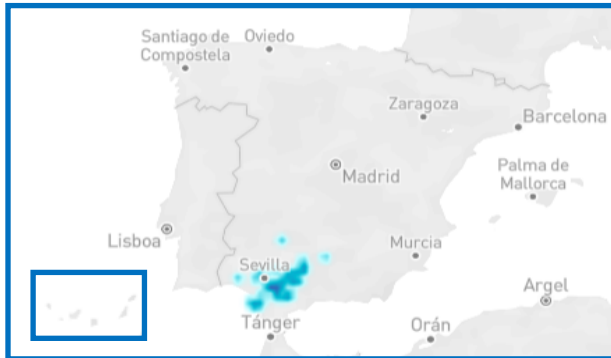 Santiago de
Compostela
Oviedo
Zaragoza
Barcelona
Madrid
Palma de
Mallorca
Lisboa
Sevilla
Murcia
Argel
Tánger
Orán